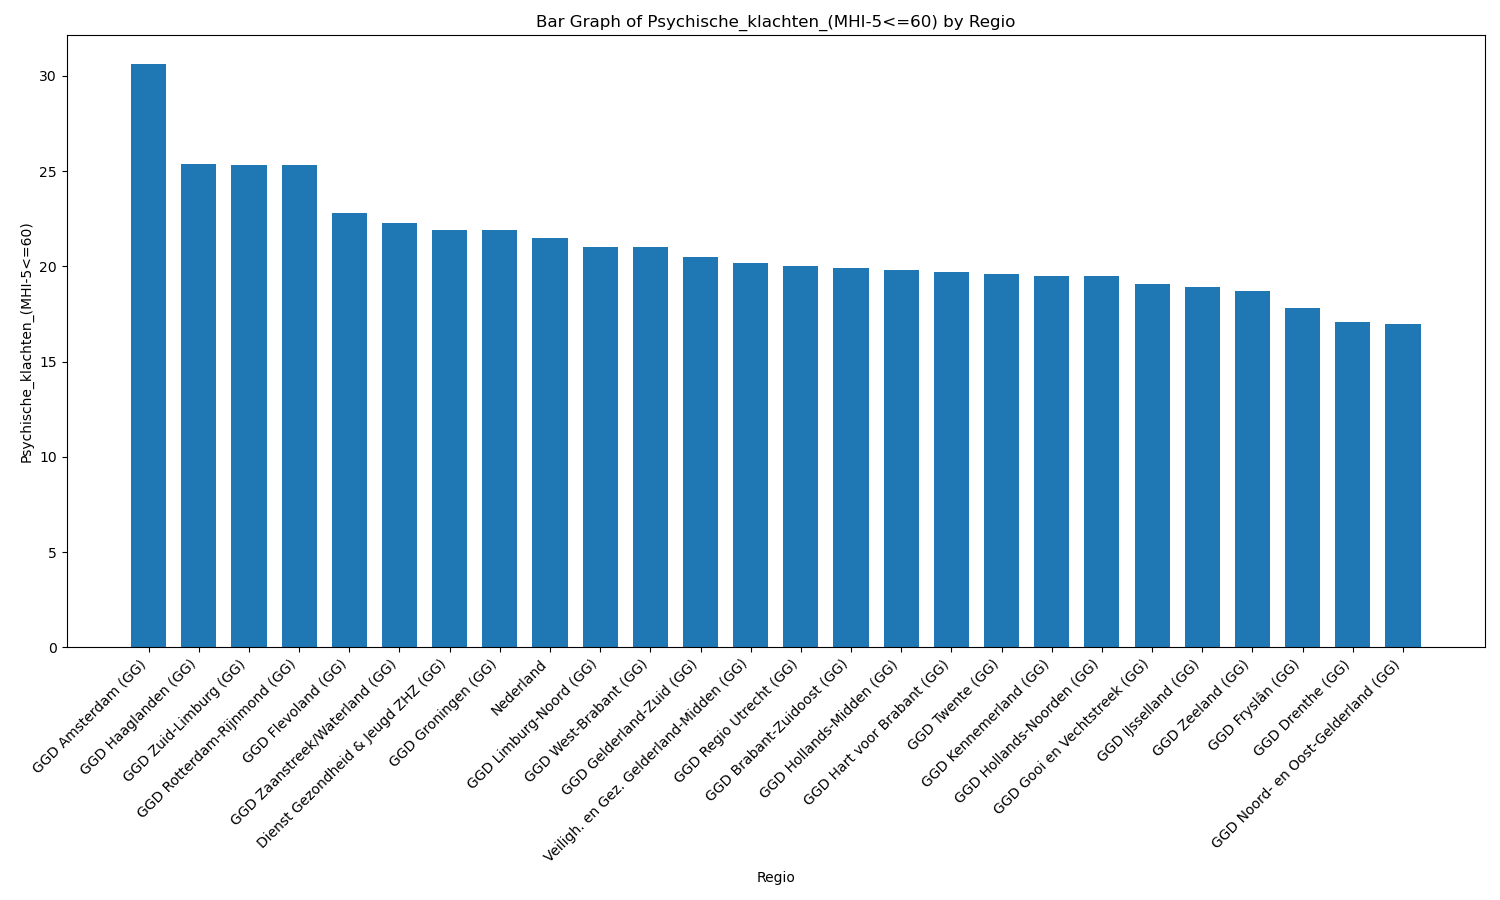 Bar Graph of Psychische_klachten_(MHI-5<=60) by Regio
Psychische_klachten_(MHI-5<=60)
30
25
20
15
10
5
0
GGD Amsterdam (GG)
GGD Haaglanden (GG)
GGD Zuid-Limburg (GG)
GGD Rotterdam-Rijnmond (GG)
GGD Flevoland (GG)
GGD Zaanstreek/Waterland (GG)
Dienst Gezondheid & Jeugd ZHZ (GG)
GGD Groningen (GG)
Nederland
GGD Limburg-Noord (GG)
GGD West-Brabant (GG)
GGD Gelderland-Zuid (GG)
Veiligh. en Gez. Gelderland-Midden (GG)
GGD Regio Utrecht (GG)
GGD Brabant-Zuidoost (GG)
GGD Hollands-Midden (GG)
GGD Hart voor Brabant (GG)
GGD Twente (GG)
GGD Kennemerland (GG)
GGD Hollands-Noorden (GG)
GGD Gooi en Vechtstreek (GG)
GGD IJsselland (GG)
GGD Zeeland (GG)
GGD Fryslân (GG)
GGD Drenthe (GG)
GGD Noord- en Oost-Gelderland (GG)
Regio